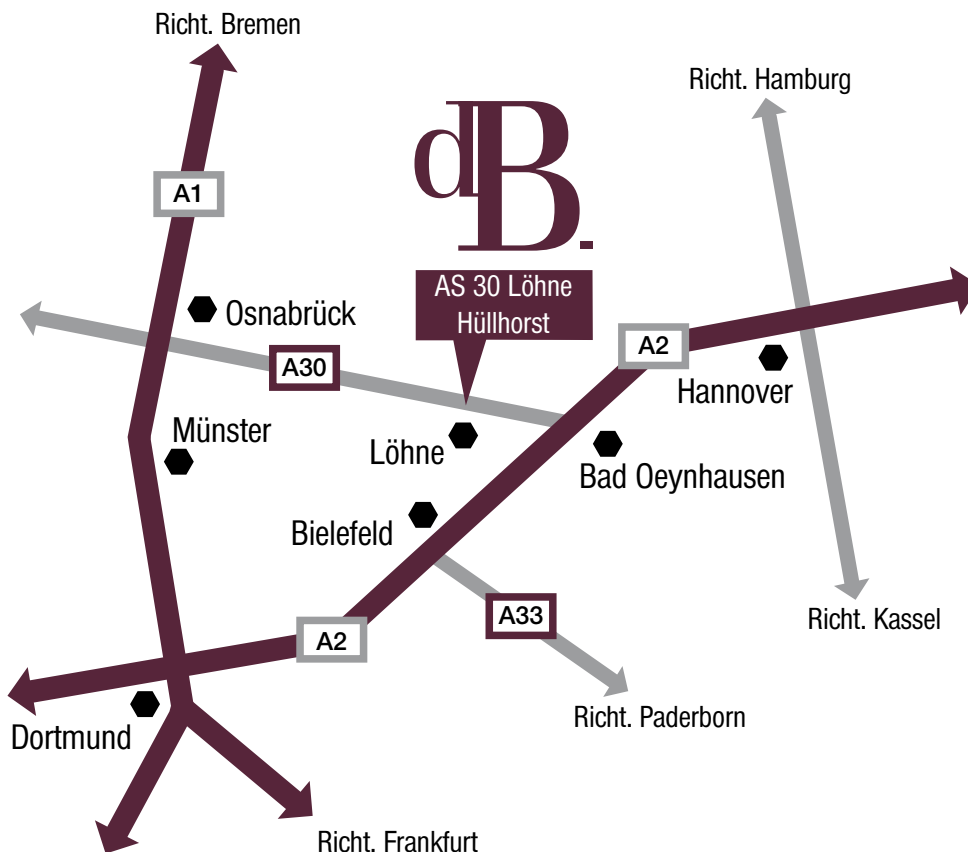 Richt. Bremen
Richt. Hamburg
dB.
A1
AS 30 Löhne
Hüllhorst
Osnabrück
A2
A30
Hannover
Münster
Löhne
Bad Oeynhausen
Bielefeld
A33
Richt. Kassel
A2
Richt. Paderborn
Dortmund
Richt. Frankfurt